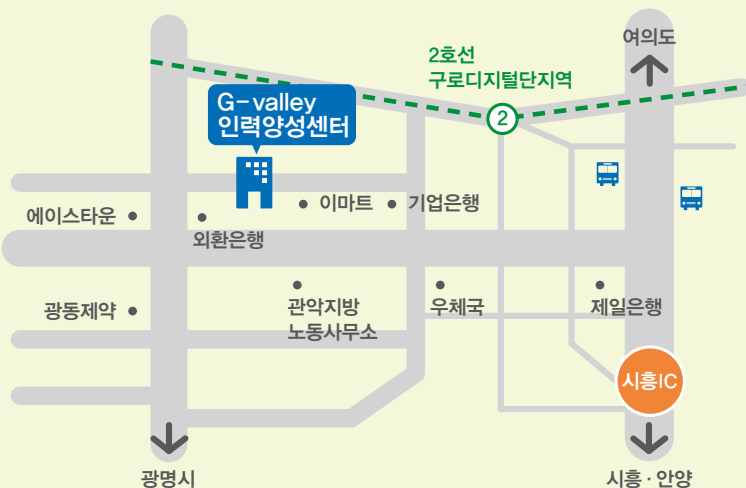 여의도
2호선
구로디지털단지역
2
G-valley
인력양성센터
에이스타운
외환은행
이마트
기업은행
광동제약
관악지방
노동사무소
우체국
제일은행
시흥IC
광명시
시흥·안양